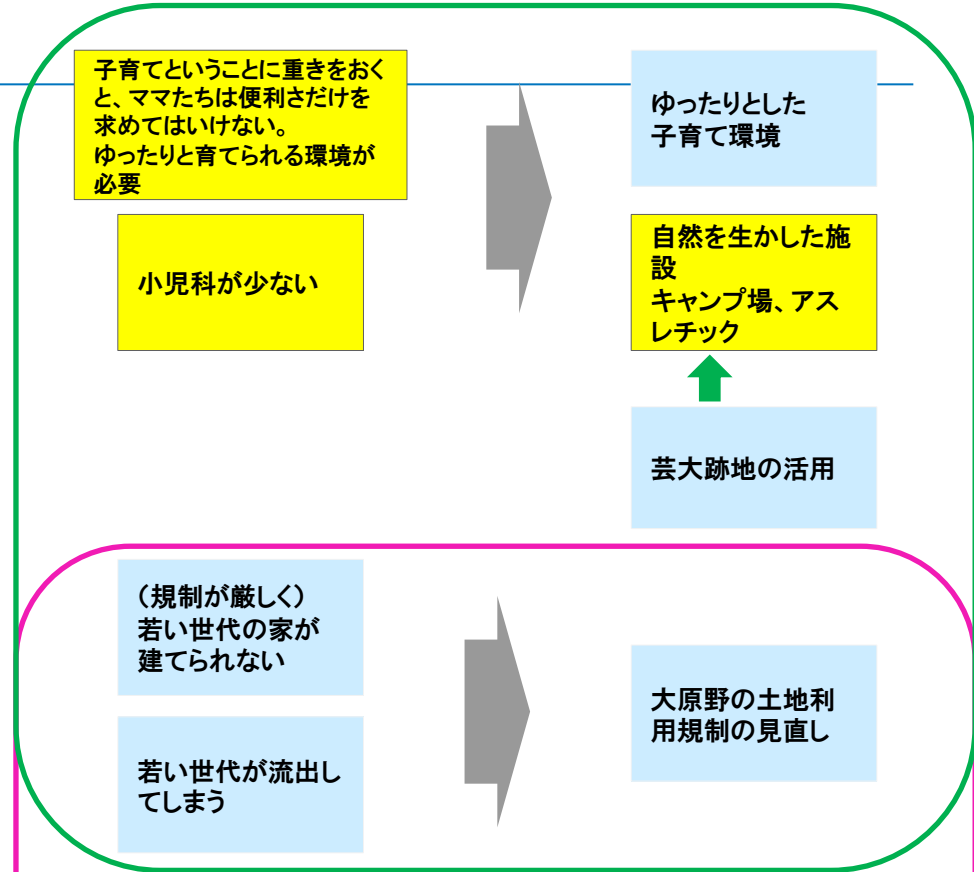 子育てということに重きをおく
と、ママたちは便利さだけを
求めてはいけない。
ゆったりと育てられる環境が
必要
小児科が少ない
ゆったりとした
子育て環境
自然を生かした施
設
キャンプ場、アス
レチック
芸大跡地の活用
（規制が厳しく）
若い世代の家が
建てられない
若い世代が流出し
てしまう
大原野の土地利
用規制の見直し